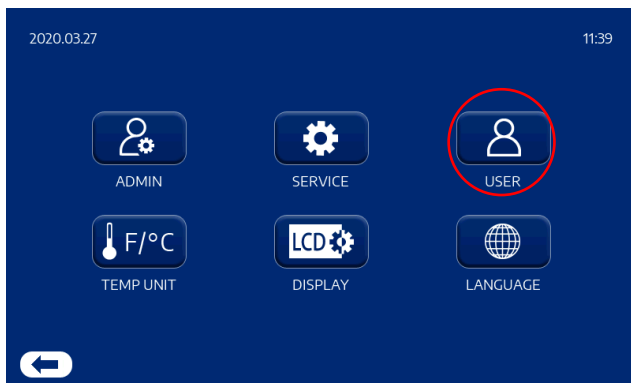 2020.03.27 11:39
ADMIN SERVICE USER
F/°C LCD
TEMP UNIT DISPLAY LANGUAGE